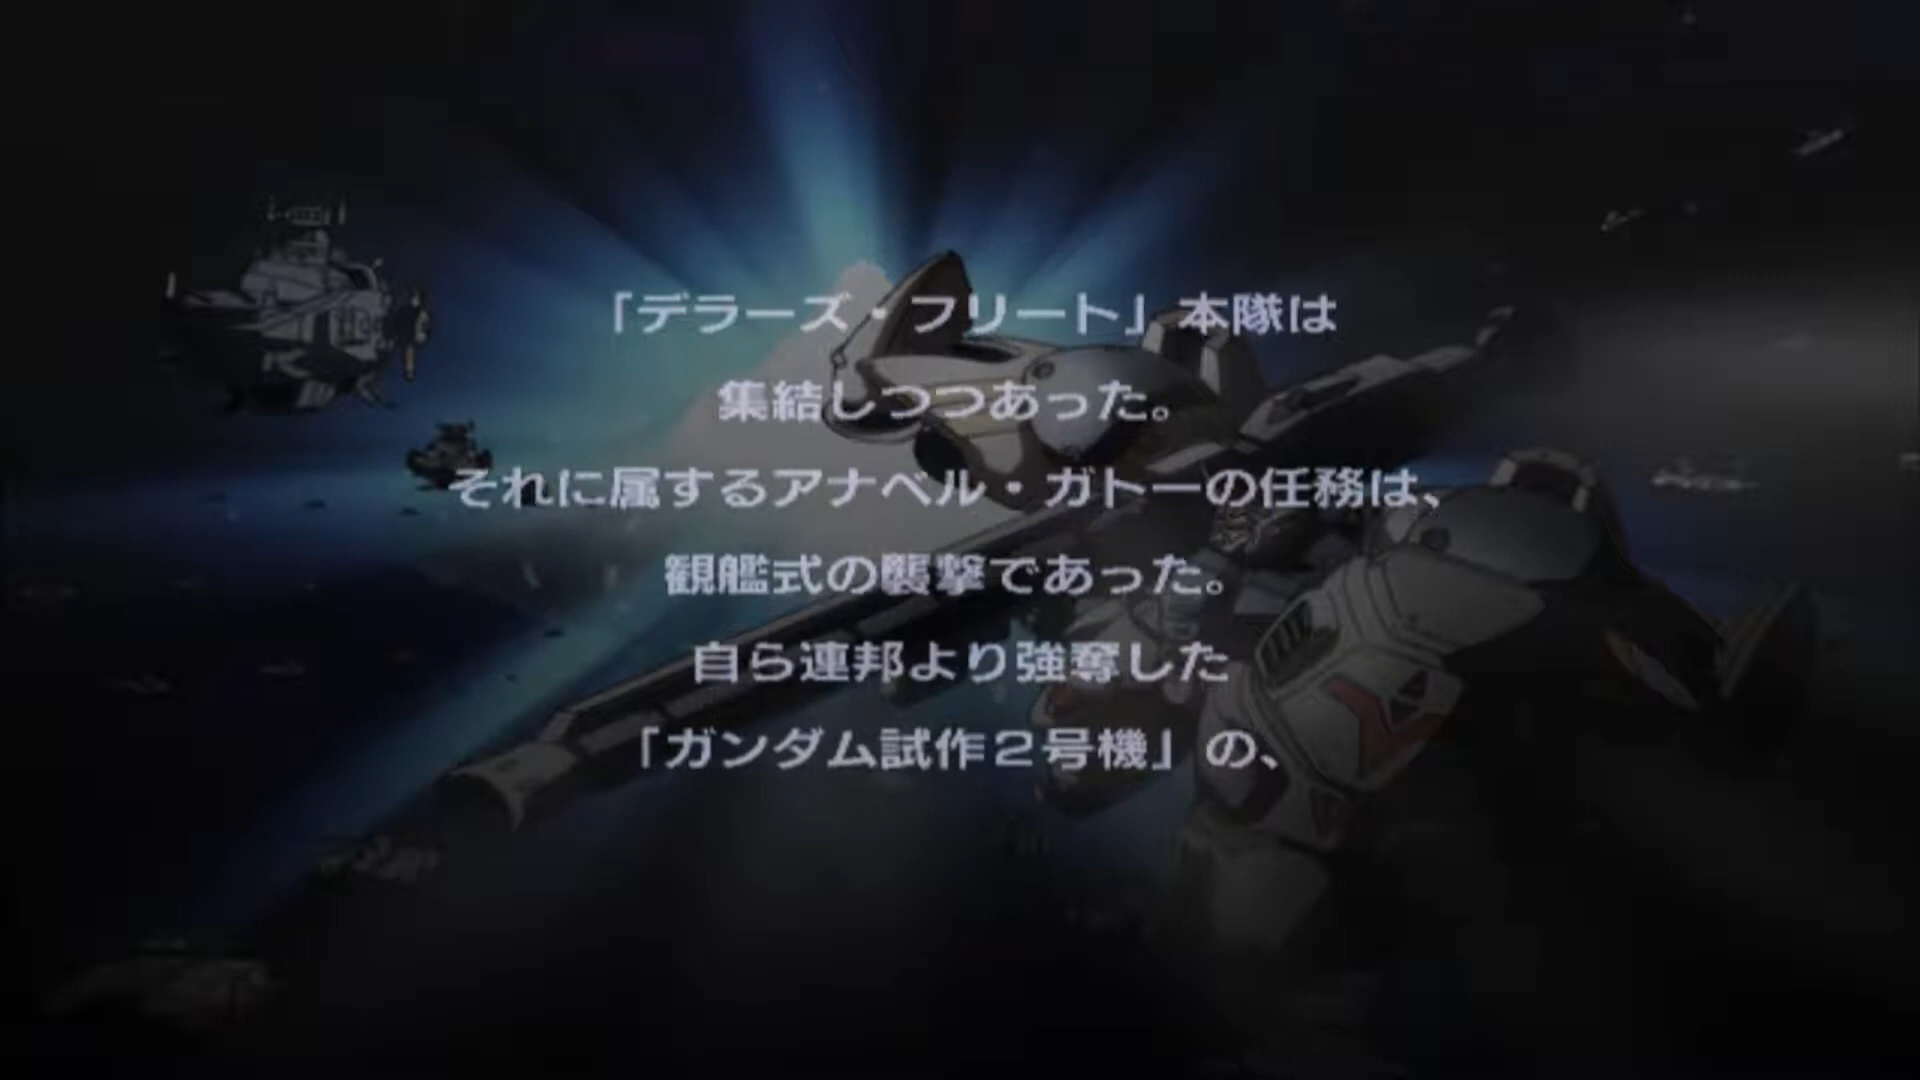 「デラーズ・フリート」本隊は
集結しつつあった。
それに属するアナベル・ガトーの任務は、
観艦式の襲撃であった。
自ら連邦より強奪した
「ガンダム試作２号機」の、